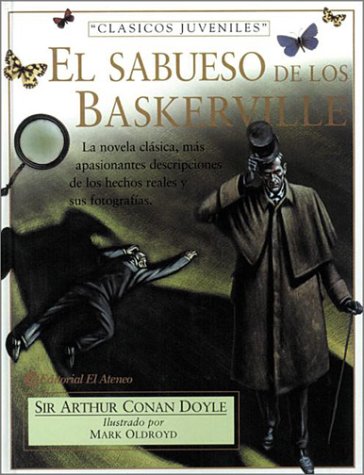 "CLASICOS JUVENILES"
EL SABUESO DE LOS
BASKERVILLE
La novela clásica, más
apasionantes descripciones
de los hechos reales y
sus fotografías.
Editorial El Ateneo
SIR ARTHUR CONAN DOYLE
Ilustrado por
MARK OLDROYD